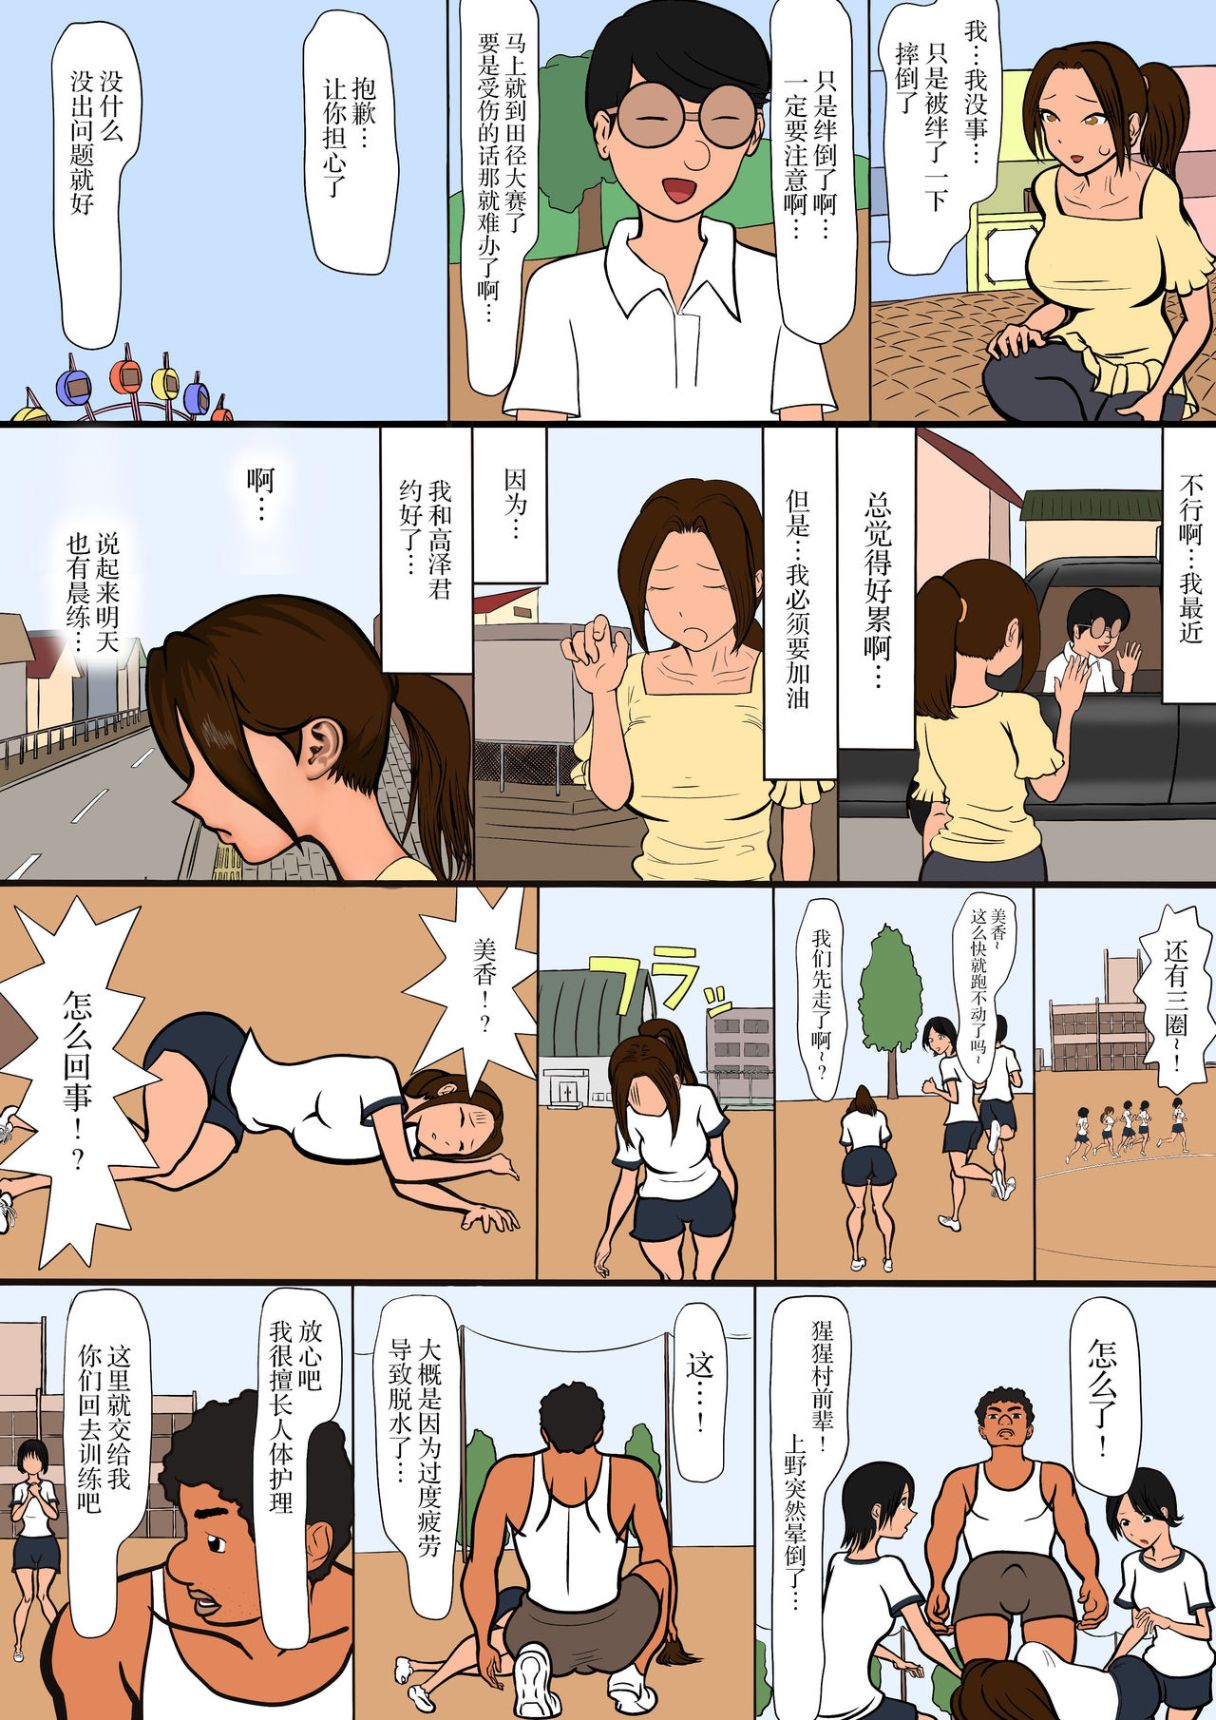 我…我没事…
只是被绊了一下
摔倒了
只是绊倒了啊…
一定要注意啊…
马上就到田径大赛了
要是受伤的话那就难办了啊…
抱歉…
让你担心了
没什么
没出问题就好
不行啊…我最近
总觉得好累啊…
但是…我必须要加油
因为…
我和高泽君
约好了…
啊…
说起来明天
也有晨练…
还有三圈~!
美香~
这么快就跑不动了吗~
我们先走了啊~?
フラッ
美香!?
怎么回事!?
怎么了!
猩猩村前辈!
上野突然晕倒了…
这…!
大概是因为过度疲劳
导致脱水了…
放心吧
我很擅长人体护理
这里就交给我
你们回去训练吧